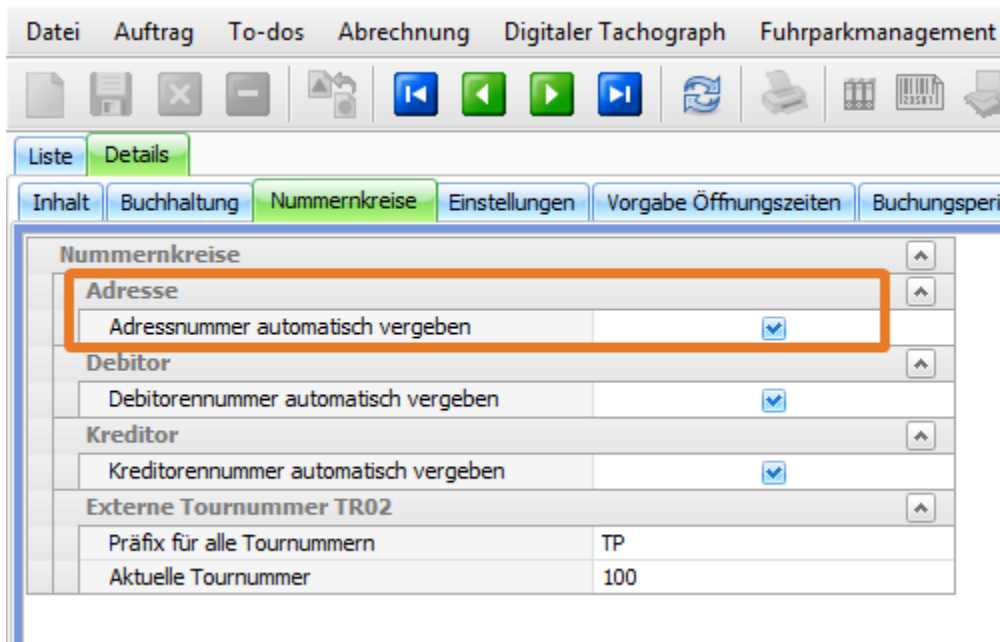 Datei Auftrag To-dos Abrechnung Digitaler Tachograph Fuhrparkmanagement
Liste Details
Inhalt Buchhaltung Nummernkreise Einstellungen Vorgabe Öffnungszeiten Buchungsperi
Nummernkreise
Adresse
Adressnummer automatisch vergeben
Debitor
Debitorennummer automatisch vergeben
Kreditor
Kreditorennummer automatisch vergeben
Externe Tournummer TR02
Präfix für alle Tournummern TP
Aktuelle Tournummer 100